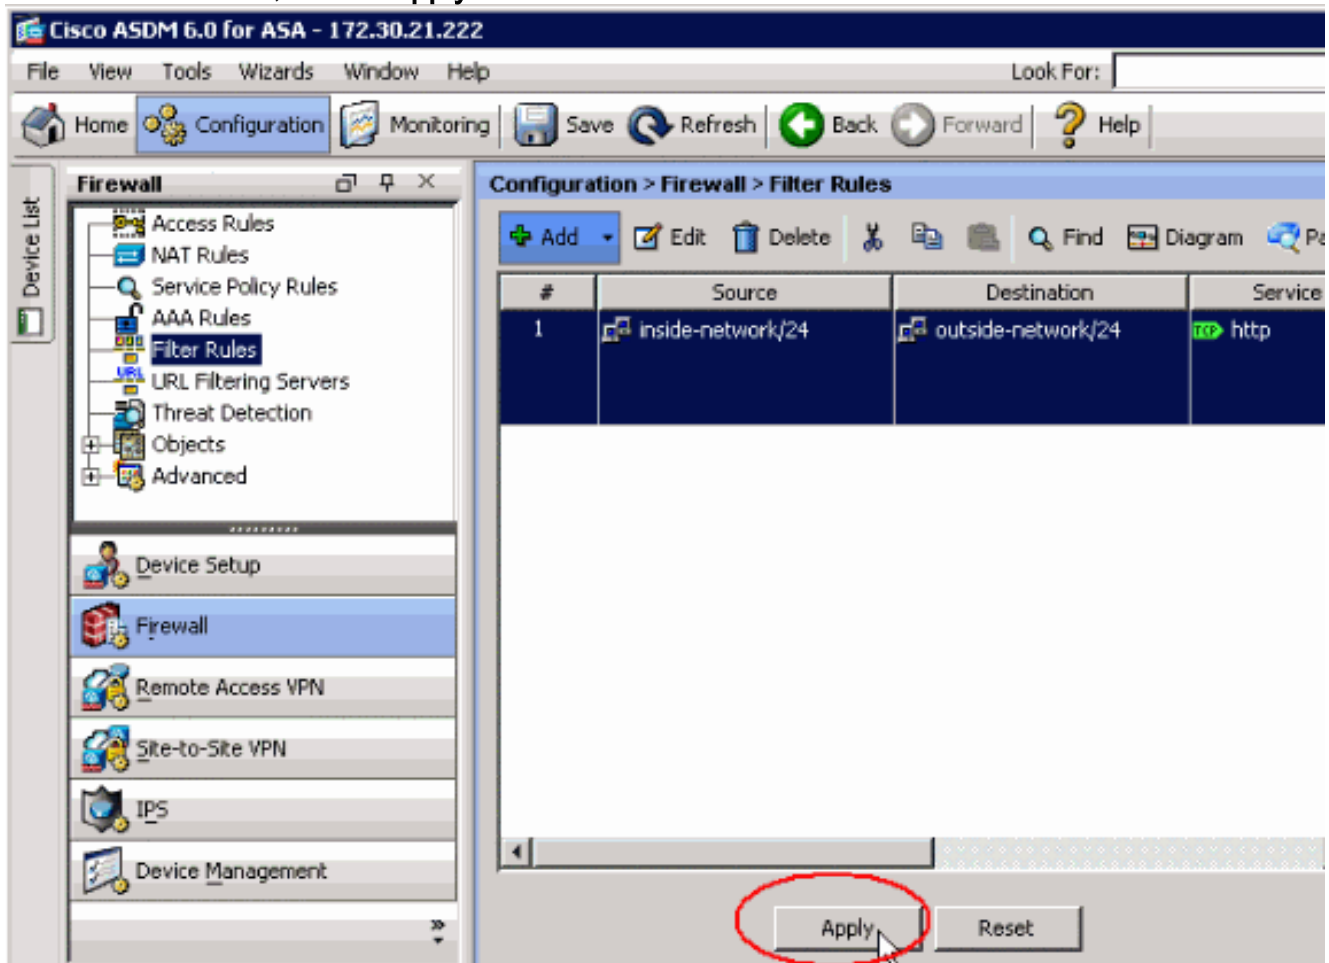 Cisco ASDM 6.0 for ASA - 172.30.21.222
File View Tools Wizards Window Help Look For:
Home Configuration Monitoring Save Refresh Back Forward Help
Device List
Firewall
Access Rules
NAT Rules
Service Policy Rules
AAA Rules
Filter Rules
URL Filtering Servers
Threat Detection
Objects
Advanced
Device Setup
Firewall
Remote Access VPN
Site-to-Site VPN
IPS
Device Management
Configuration > Firewall > Filter Rules
Add Edit Delete Find Diagram
# Source Destination Service
1 inside-network/24 outside-network/24 TCP http
Apply Reset